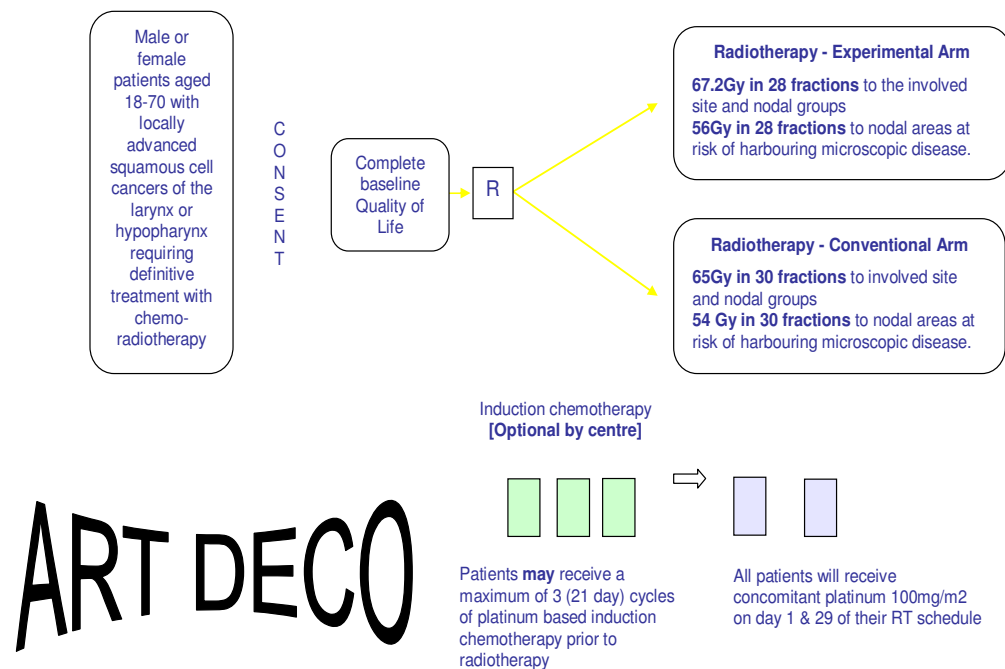 Male or
female
patients aged
18-70 with
locally
advanced
squamous cell
cancers of the
larynx or
hypopharynx
requiring
definitive
treatment with
chemo-
radiotherapy
C
O
N
S
E
N
T
Complete
baseline
Quality of
Life
R
Radiotherapy - Experimental Arm
67.2Gy in 28 fractions to the involved
site and nodal groups
56Gy in 28 fractions to nodal areas at
risk of harbouring microscopic disease.
Radiotherapy - Conventional Arm
65Gy in 30 fractions to involved site
and nodal groups
54 Gy in 30 fractions to nodal areas at
risk of harbouring microscopic disease.
Induction chemotherapy
[Optional by centre]
ART DECO
Patients may receive a
maximum of 3 (21 day) cycles
of platinum based induction
chemotherapy prior to
radiotherapy
All patients will receive
concomitant platinum 100mg/m2
on day 1 & 29 of their RT schedule